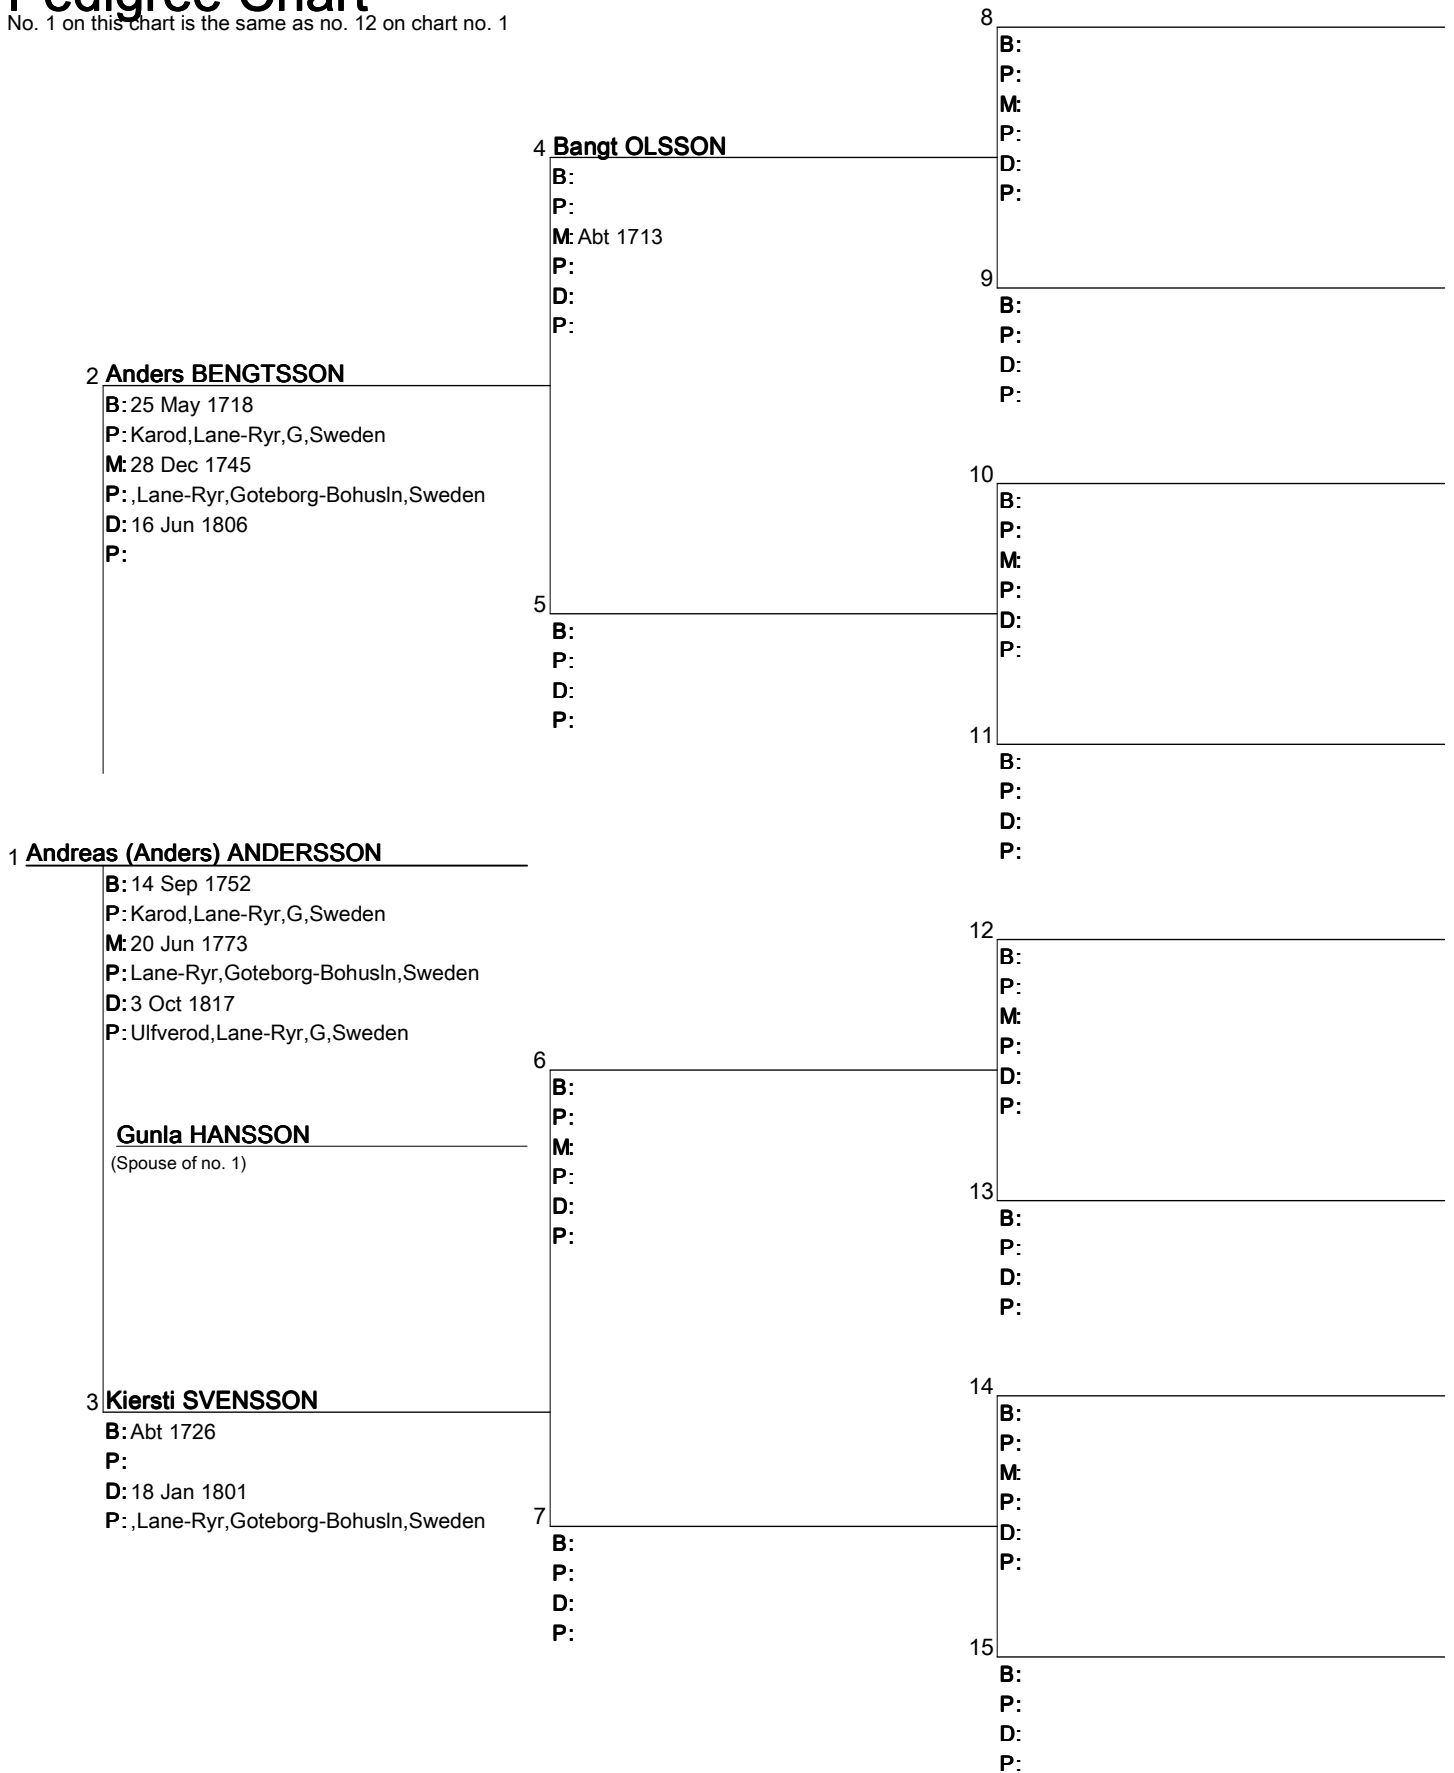 Pedigree Chart
No. 1 on this chart is the same as no. 12 on chart no. 1
8
B:
P:
M:
P:
D:
P:
4 Bangt OLSSON
B:
P:
M: Abt 1713
P:
D:
P:
9
B:
P:
D:
P:
2 Anders BENGTSSON
B: 25 May 1718
P: Karod,Lane-Ryr,G,Sweden
M: 28 Dec 1745
P: ,Lane-Ryr,Goteborg-Bohusln,Sweden
D: 16 Jun 1806
P:
10
B:
P:
M:
P:
D:
P:
5
B:
P:
D:
P:
11
B:
P:
D:
P:
1 Andreas (Anders) ANDERSSON
B: 14 Sep 1752
P: Karod,Lane-Ryr,G,Sweden
M: 20 Jun 1773
P: Lane-Ryr,Goteborg-Bohusln,Sweden
D: 3 Oct 1817
P: Ulfverod,Lane-Ryr,G,Sweden
12
B:
P:
M:
P:
D:
P:
6
B:
P:
M:
P:
D:
P:
Gunla HANSSON
(Spouse of no. 1)
13
B:
P:
D:
P:
3 Kiersti SVENSSON
B: Abt 1726
P:
D: 18 Jan 1801
P: ,Lane-Ryr,Goteborg-Bohusln,Sweden
14
B:
P:
M:
P:
D:
P:
7
B:
P:
D:
P:
15
B:
P:
D:
P: